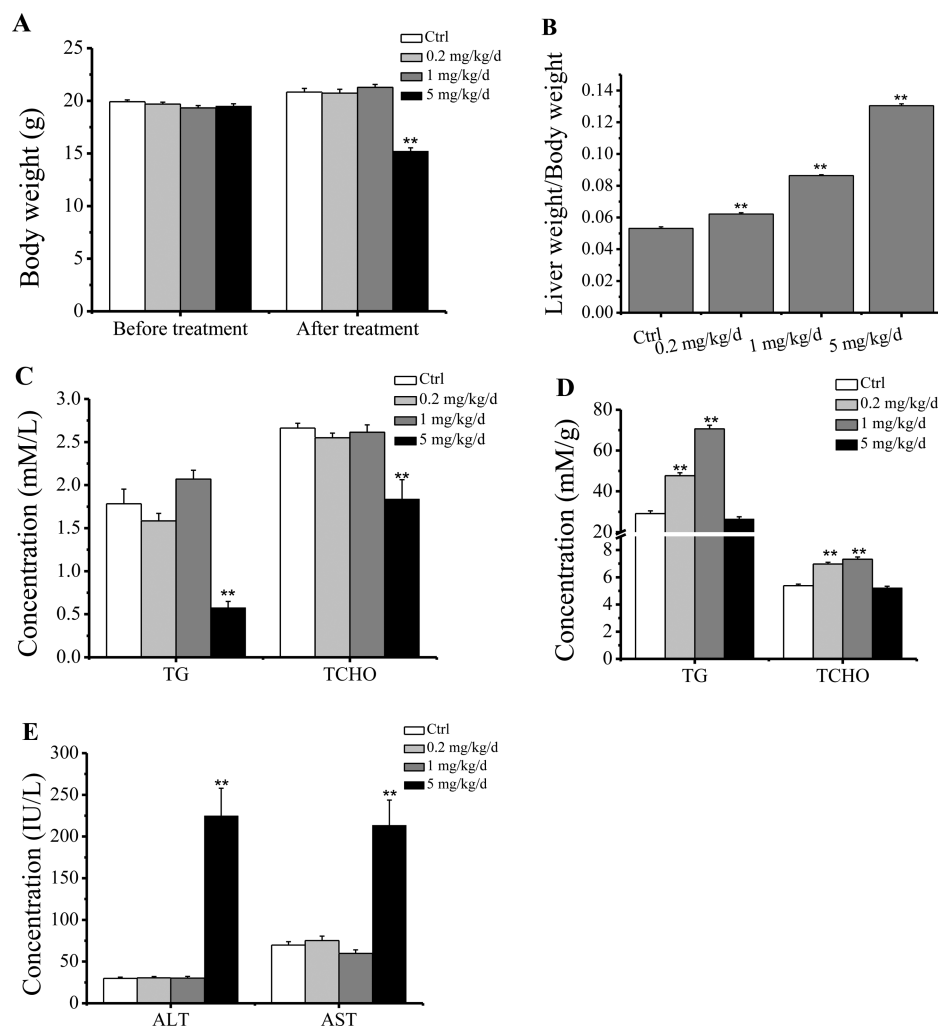 A
Ctrl
0.2 mg/kg/d
1 mg/kg/d
5 mg/kg/d
Body weight (g)
25
20
15
10
5
0
**
Before treatment
After treatment
B
Liver weight/Body weight
0.14
0.12
0.10
0.08
0.06
0.04
0.02
0.00
**
**
**
Ctrl
0.2 mg/kg/d
1 mg/kg/d
5 mg/kg/d
C
Ctrl
0.2 mg/kg/d
1 mg/kg/d
5 mg/kg/d
Concentration (mM/L)
3.0
2.5
2.0
1.5
1.0
0.5
0.0
**
**
TG
TCHO
D
Ctrl
0.2 mg/kg/d
1 mg/kg/d
5 mg/kg/d
Concentration (mM/g)
80
60
40
20
8
6
4
2
0
**
**
**
**
TG
TCHO
E
Ctrl
0.2 mg/kg/d
1 mg/kg/d
5 mg/kg/d
Concentration (IU/L)
300
250
200
150
100
50
0
**
**
ALT
AST